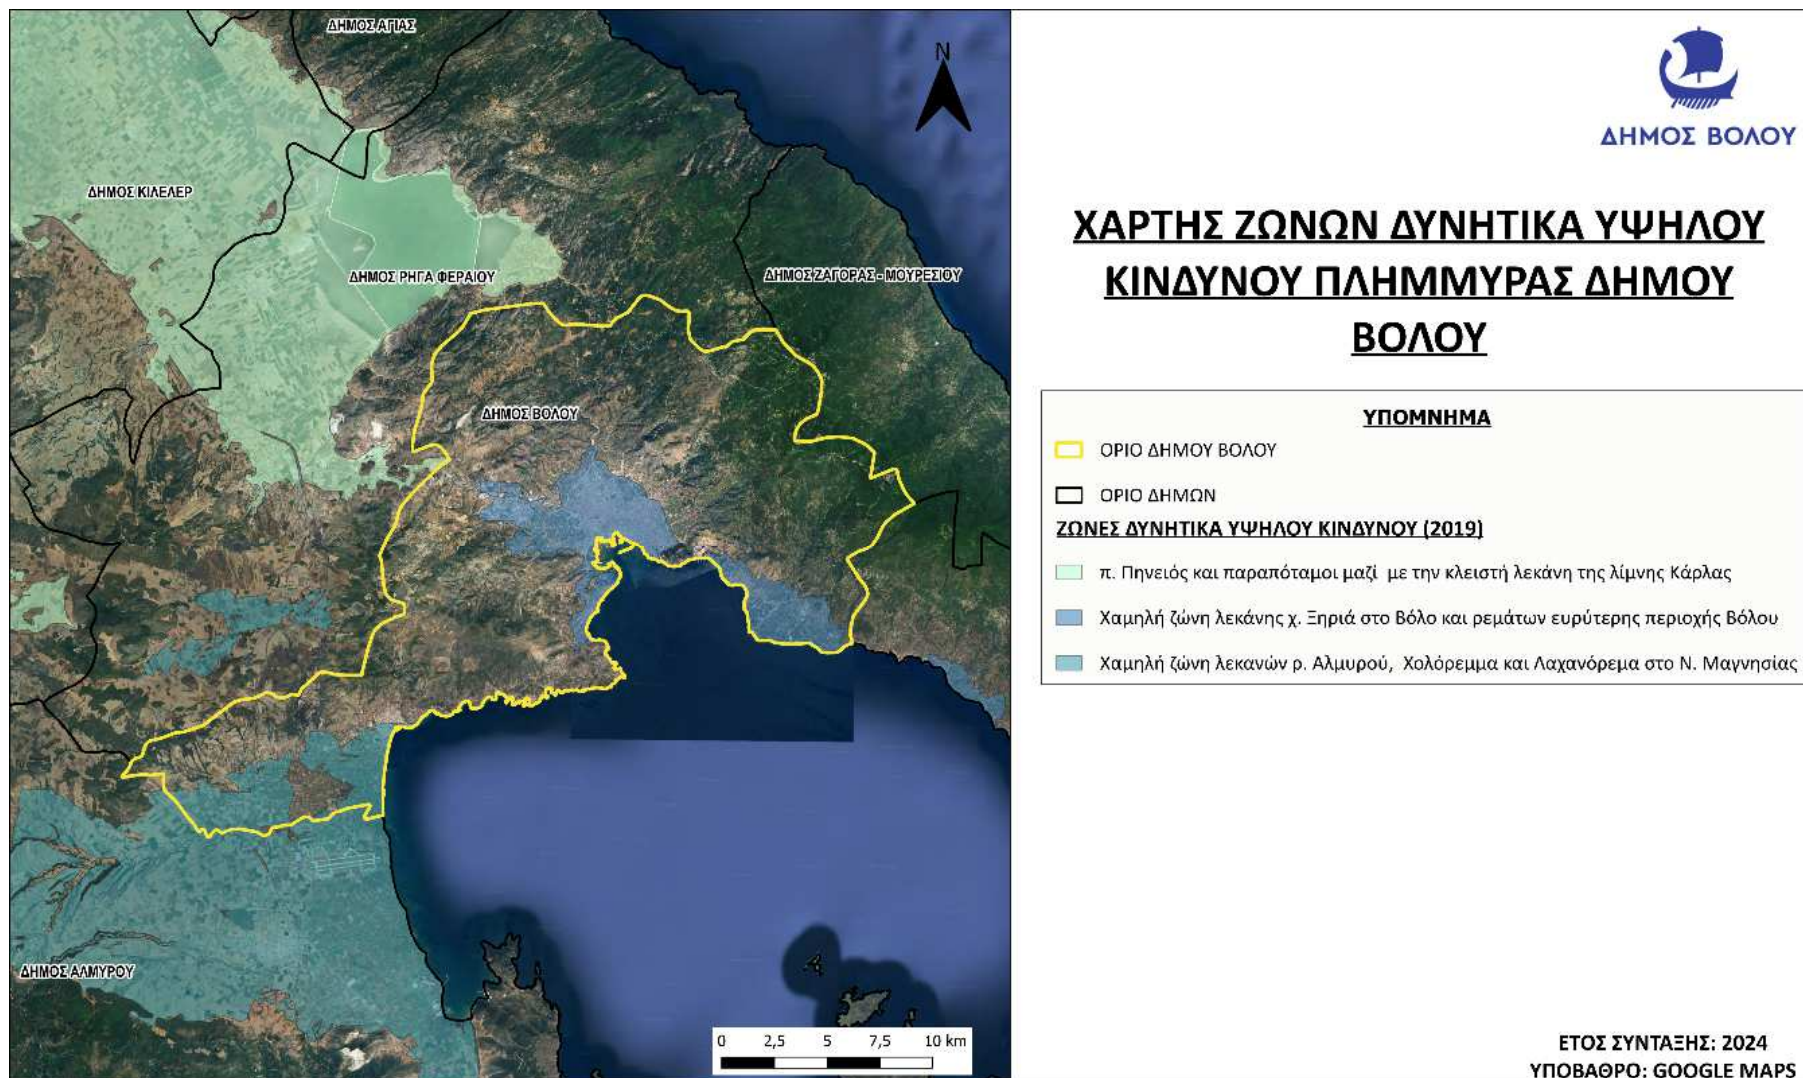 ΔΗΜΟΣ ΑΓΙΑΣ
N
ΔΗΜΟΣ ΚΙΛΕΛΕΡ
ΔΗΜΟΣ ΡΗΓΑ ΦΕΡΑΙΟΥ
ΔΗΜΟΣ ΖΑΓΟΡΑΣ - ΜΟΥΡΕΣΙΟΥ
ΔΗΜΟΣ ΒΟΛΟΥ
ΔΗΜΟΣ ΑΛΜΥΡΟΥ
0 2,5 5 7,5 10 km
ΔΗΜΟΣ ΒΟΛΟΥ
ΧΑΡΤΗΣ ΖΩΝΩΝ ΔΥΝΗΤΙΚΑ ΥΨΗΛΟΥ
ΚΙΝΔΥΝΟΥ ΠΛΗΜΜΥΡΑΣ ΔΗΜΟΥ
ΒΟΛΟΥ
ΥΠΟΜΝΗΜΑ
ΟΡΙΟ ΔΗΜΟΥ ΒΟΛΟΥ
ΟΡΙΟ ΔΗΜΩΝ
ΖΩΝΕΣ ΔΥΝΗΤΙΚΑ ΥΨΗΛΟΥ ΚΙΝΔΥΝΟΥ (2019)
π. Πηνειός και παραπόταμοι μαζί με την κλειστή λεκάνη της λίμνης Κάρλας
Χαμηλή ζώνη λεκάνης χ. Ξηριά στο Βόλο και ρεμάτων ευρύτερης περιοχής Βόλου
Χαμηλή ζώνη λεκανών ρ. Αλμυρού, Χολόρεμμα και Λαχανόρεμα στο Ν. Μαγνησίας
ΕΤΟΣ ΣΥΝΤΑΞΗΣ: 2024
ΥΠΟΒΑΘΡΟ: GOOGLE MAPS